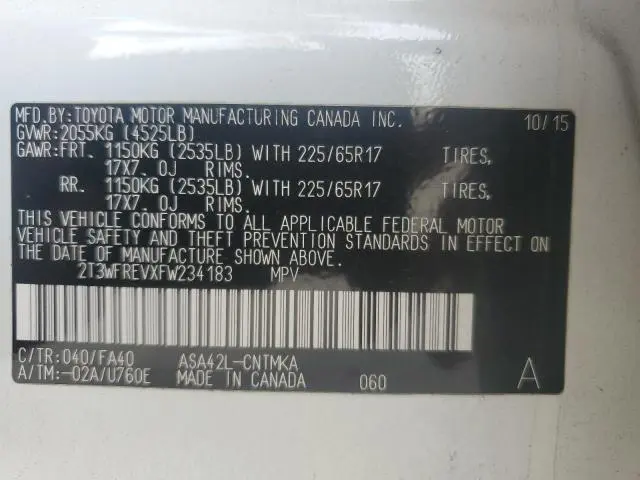 MFD.BY:TOYOTA MOTOR MANUFACTURING CANADA INC. 10/15
GVWR:2055KG (4525LB)
GAWR:FRT. 1150KG (2535LB) WITH 225/65R17 TIRES,
17X7.0J RIMS.
RR. 1150KG (2535LB) WITH 225/65R17 TIRES,
17X7.0J RIMS.
THIS VEHICLE CONFORMS TO ALL APPLICABLE FEDERAL MOTOR
VEHICLE SAFETY AND THEFT PREVENTION STANDARDS IN EFFECT ON
THE DATE OF MANUFACTURE SHOWN ABOVE.
2T3WFREVXFW234183 MPV
C/TR:040/FA40 ASA42L-CNTMKA
A/TM:-02A/U760E MADE IN CANADA 060 A